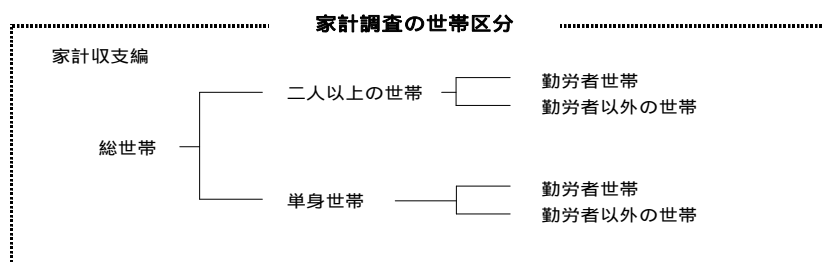 家計調査の世帯区分
家計収支編
総世帯
二人以上の世帯
勤労者世帯
勤労者以外の世帯
単身世帯
勤労者世帯
勤労者以外の世帯